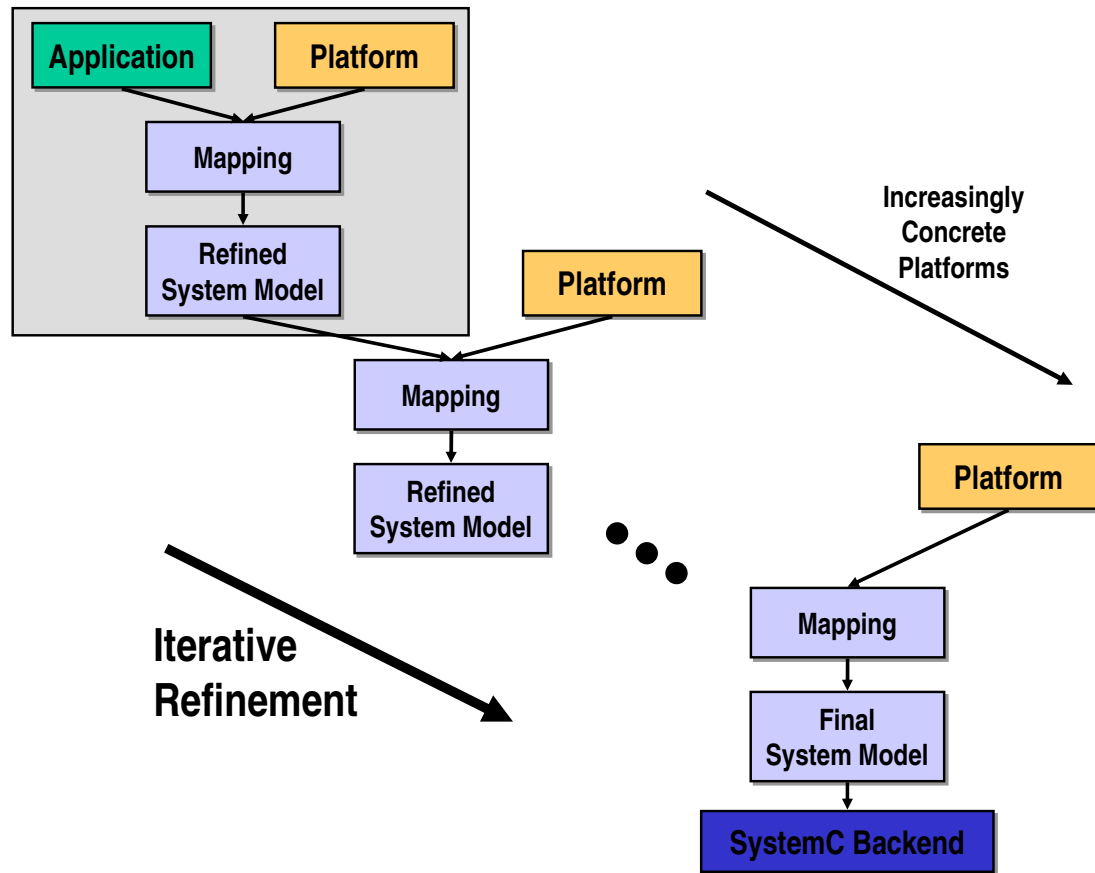 Application
Platform
Mapping
Refined
System Model
Increasingly
Concrete
Platforms
Platform
Mapping
Refined
System Model
Platform
Iterative
Refinement
Mapping
Final
System Model
SystemC Backend